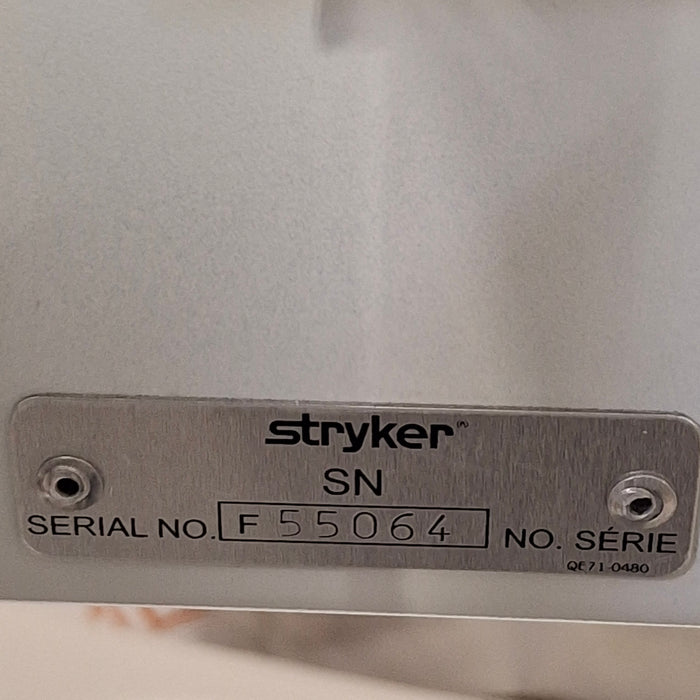 stryker®
SN
SERIAL NO. F 55064 NO. SÉRIE
QE71-0480